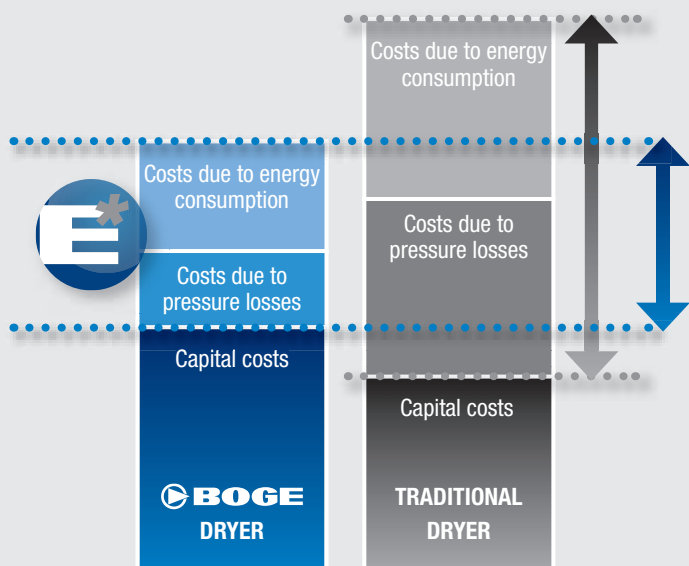 Costs due to energy
consumption
Costs due to
pressure losses
Capital costs
BOGE
DRYER
E*
Costs due to energy
consumption
Costs due to
pressure losses
Capital costs
TRADITIONAL
DRYER